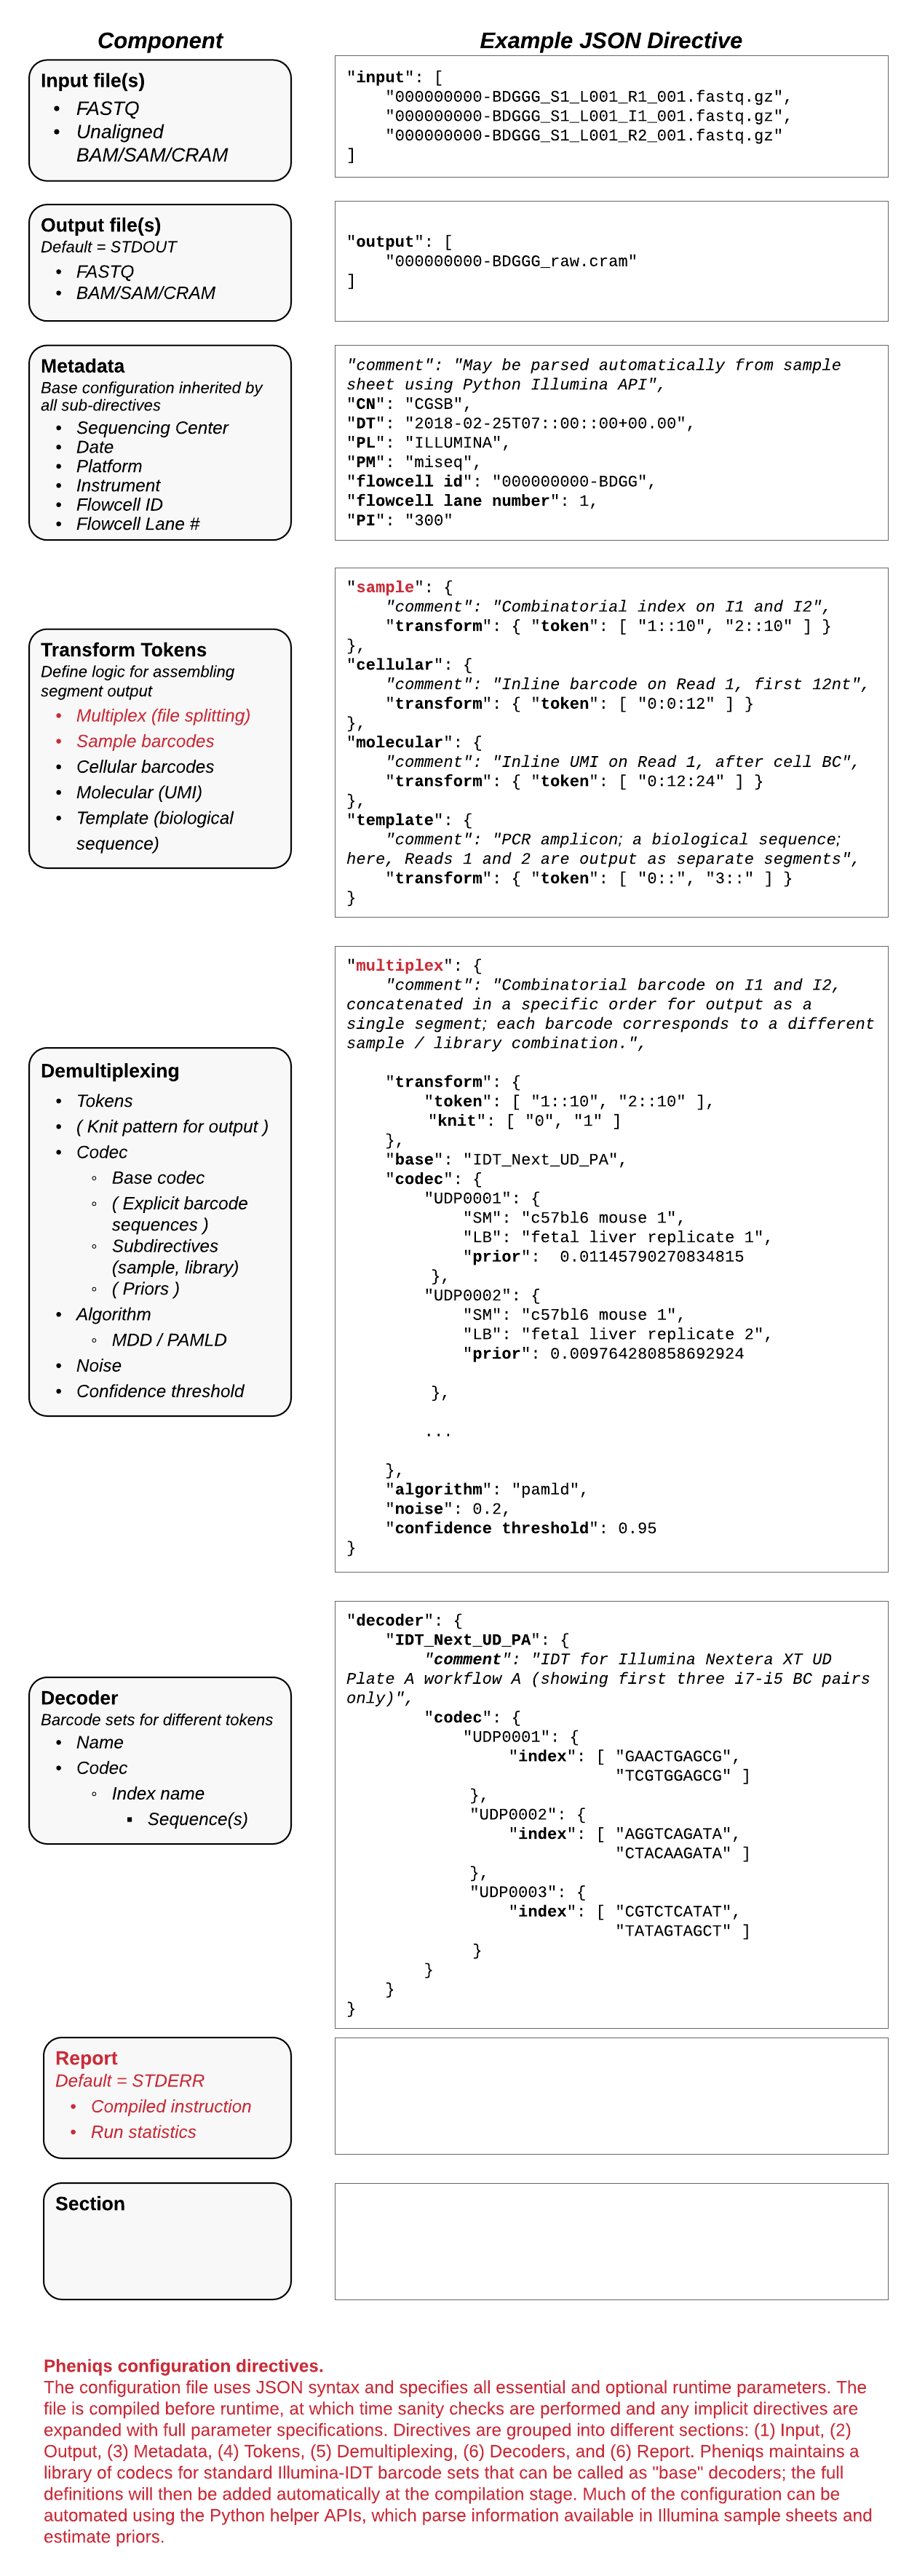 Component
Example JSON Directive
Input file(s)
• FASTQ
• Unaligned
BAM/SAM/CRAM
"input": [
"000000000-BDGGG_S1_L001_R1_001.fastq.gz",
"000000000-BDGGG_S1_L001_I1_001.fastq.gz",
"000000000-BDGGG_S1_L001_R2_001.fastq.gz"
]
Output file(s)
Default = STDOUT
• FASTQ
• BAM/SAM/CRAM
"output": [
"000000000-BDGGG_raw.cram"
]
Metadata
Base configuration inherited by
all sub-directives
• Sequencing Center
• Date
• Platform
• Instrument
• Flowcell ID
• Flowcell Lane #
"comment": "May be parsed automatically from sample
sheet using Python Illumina API",
"CN": "CGSB",
"DT": "2018-02-25T07::00::00+00.00",
"PL": "ILLUMINA",
"PM": "miseq",
"flowcell id": "000000000-BDGG",
"flowcell lane number": 1,
"PI": "300"
Transform Tokens
Define logic for assembling
segment output
• Multiplex (file splitting)
• Sample barcodes
• Cellular barcodes
• Molecular (UMI)
• Template (biological
sequence)
"sample": {
"comment": "Combinatorial index on I1 and I2",
"transform": { "token": [ "1::10", "2::10" ] }
},
"cellular": {
"comment": "Inline barcode on Read 1, first 12nt",
"transform": { "token": [ "0:0:12" ] }
},
"molecular": {
"comment": "Inline UMI on Read 1, after cell BC",
"transform": { "token": [ "0:12:24" ] }
},
"template": {
"comment": "PCR amplicon; a biological sequence;
here, Reads 1 and 2 are output as separate segments",
"transform": { "token": [ "0::", "3::" ] }
}
Demultiplexing
• Tokens
• ( Knit pattern for output )
• Codec
◦ Base codec
◦ ( Explicit barcode
sequences )
◦ Subdirectives
(sample, library)
◦ ( Priors )
• Algorithm
◦ MDD / PAMLD
• Noise
• Confidence threshold
"multiplex": {
"comment": "Combinatorial barcode on I1 and I2,
concatenated in a specific order for output as a
single segment; each barcode corresponds to a different
sample / library combination.",
"transform": {
"token": [ "1::10", "2::10" ],
"knit": [ "0", "1" ]
},
"base": "IDT_Next_UD_PA",
"codec": {
"UDP0001": {
"SM": "c57bl6 mouse 1",
"LB": "fetal liver replicate 1",
"prior":  0.01145790270834815
},
"UDP0002": {
"SM": "c57bl6 mouse 1",
"LB": "fetal liver replicate 2",
"prior": 0.009764280858692924
},
...
},
"algorithm": "pamld",
"noise": 0.2,
"confidence threshold": 0.95
}
Decoder
Barcode sets for different tokens
• Name
• Codec
◦ Index name
▪ Sequence(s)
"decoder": {
"IDT_Next_UD_PA": {
"comment": "IDT for Illumina Nextera XT UD
Plate A workflow A (showing first three i7-i5 BC pairs
only)",
"codec": {
"UDP0001": {
"index": [ "GAACTGAGCG",
"TCGTGGAGCG" ]
},
"UDP0002": {
"index": [ "AGGTCAGATA",
"CTACAAGATA" ]
},
"UDP0003": {
"index": [ "CGTCTCATAT",
"TATAGTAGCT" ]
}
}
}
}
Report
Default = STDERR
• Compiled instruction
• Run statistics
Section
Pheniqs configuration directives.
The configuration file uses JSON syntax and specifies all essential and optional runtime parameters. The
file is compiled before runtime, at which time sanity checks are performed and any implicit directives are
expanded with full parameter specifications. Directives are grouped into different sections: (1) Input, (2)
Output, (3) Metadata, (4) Tokens, (5) Demultiplexing, (6) Decoders, and (6) Report. Pheniqs maintains a
library of codecs for standard Illumina-IDT barcode sets that can be called as "base" decoders; the full
definitions will then be added automatically at the compilation stage. Much of the configuration can be
automated using the Python helper APIs, which parse information available in Illumina sample sheets and
estimate priors.